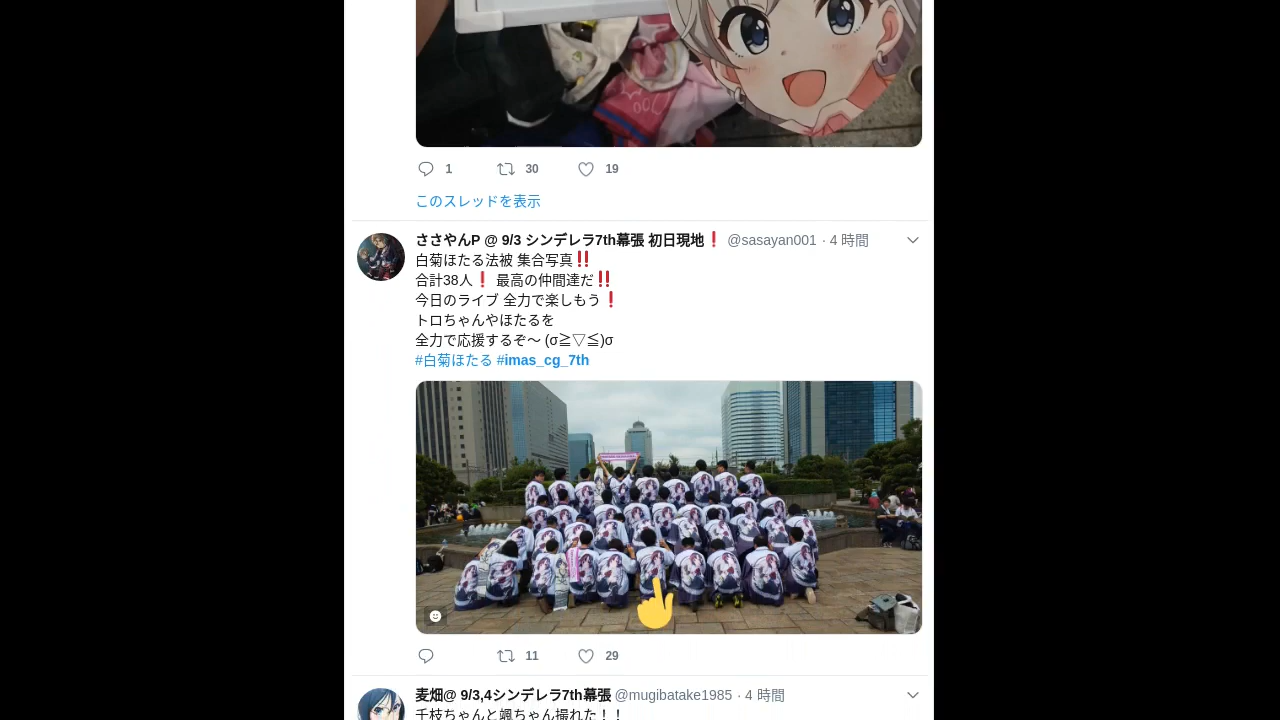 1 30 19
このスレッドを表示
ささやんP @ 9/3 シンデレラ7th幕張 初日現地❗ @sasayan001 · 4 時間
白菊ほたる法被 集合写真‼
合計38人❗ 最高の仲間達だ‼
今日のライブ 全力で楽しもう❗
トロちゃんやほたるを
全力で応援するぞ〜 (σ≧▽≦)σ
#白菊ほたる #imas_cg_7th
11 29
麦畑@ 9/3,4シンデレラ7th幕張 @mugibatake1985 · 4 時間
千枝ちゃんと颯ちゃん撮れた！！